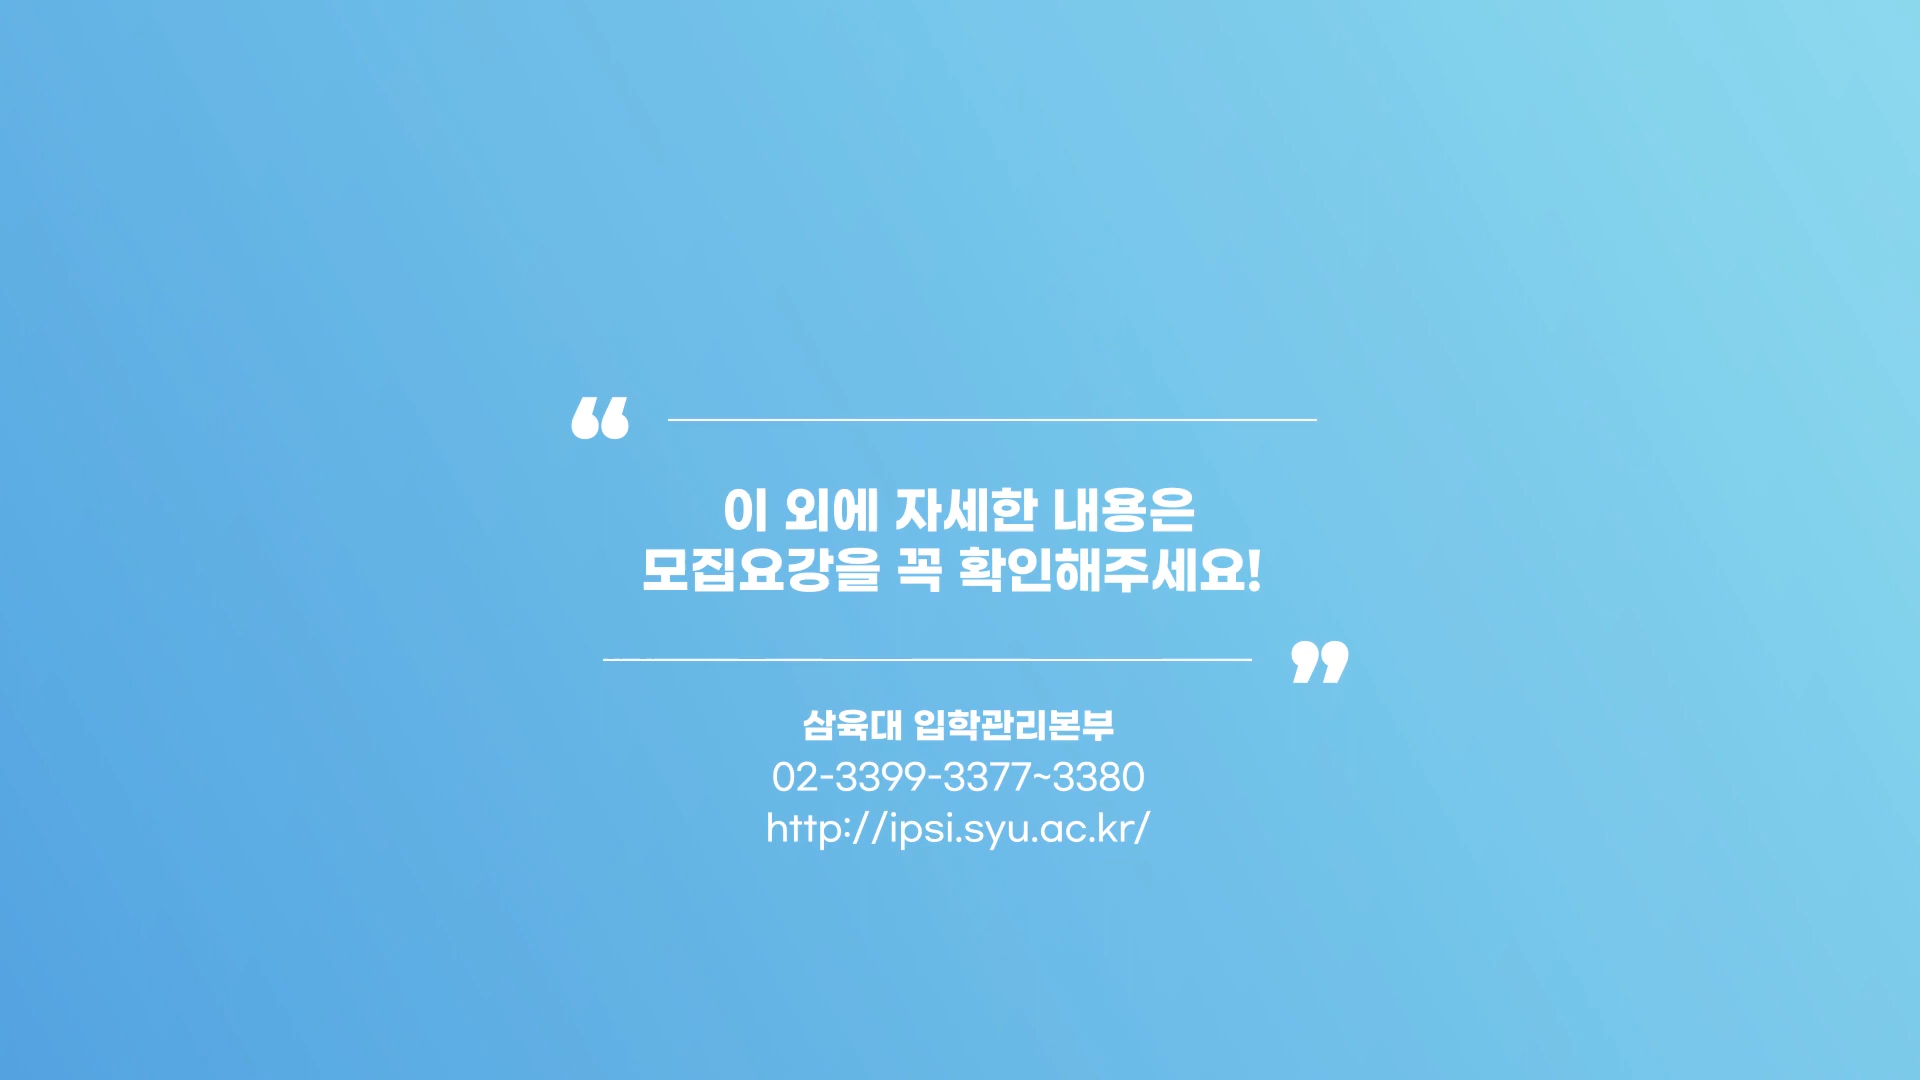 “
이 외에 자세한 내용은
모집요강을 꼭 확인해주세요!
”
삼육대 입학관리본부
02-3399-3377~3380
http://ipsi.syu.ac.kr/